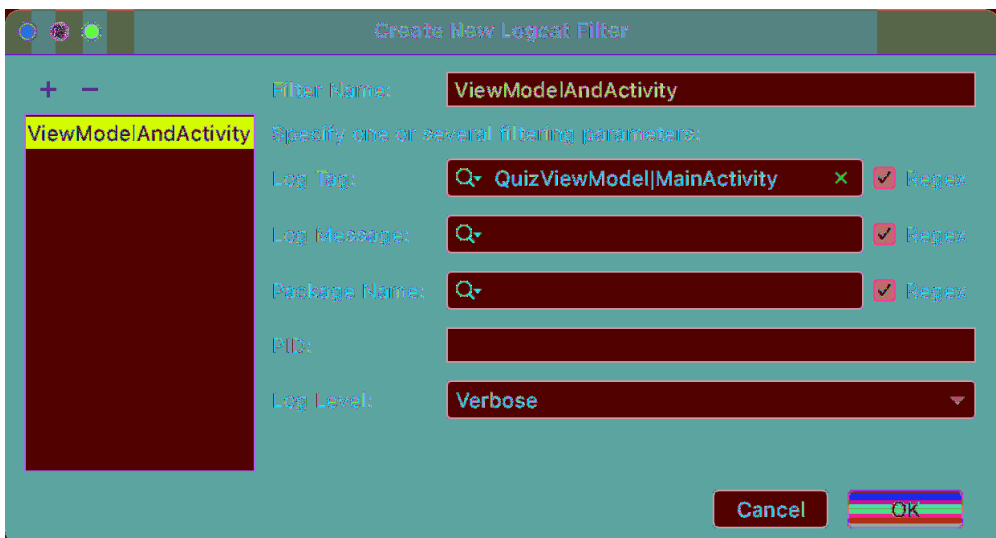 Create New Logcat Filter
+ −
Filter Name: ViewModelAndActivity
ViewModelAndActivity
Specify one or several filtering parameters:
Log Tag: QuizViewModel|MainActivity Regex
Log Message: Regex
Package Name: Regex
PID:
Log Level: Verbose
Cancel OK